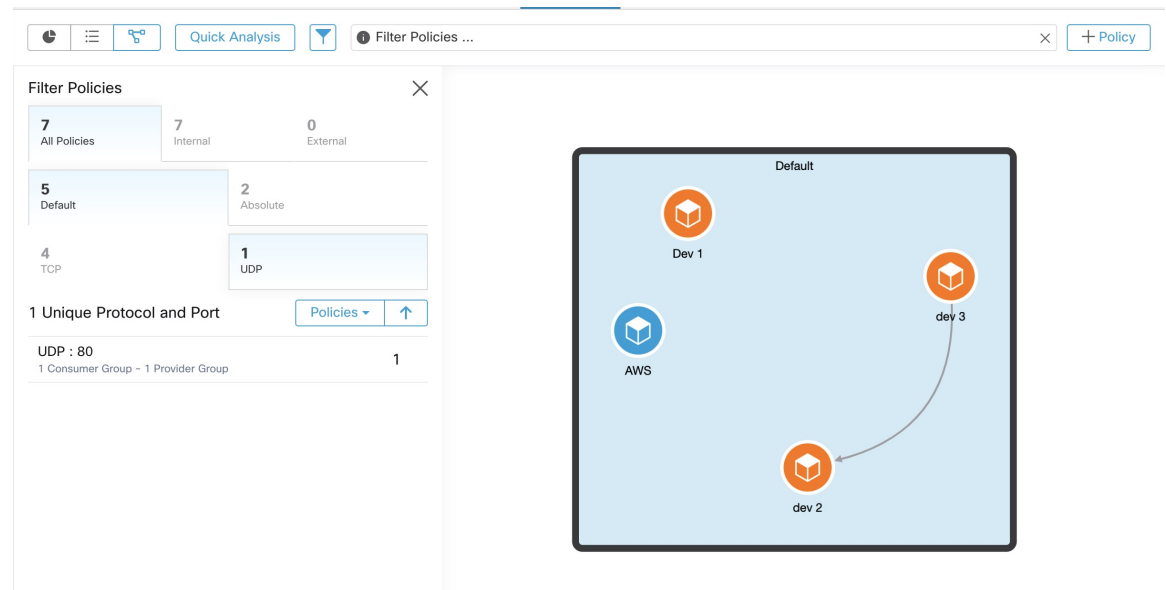 Quick Analysis
Filter Policies ...
+ Policy
Filter Policies
7
All Policies
7
Internal
0
External
5
Default
2
Absolute
4
TCP
1
UDP
1 Unique Protocol and Port
Policies
UDP : 80
1 Consumer Group - 1 Provider Group
1
Default
Dev 1
dev 3
AWS
dev 2